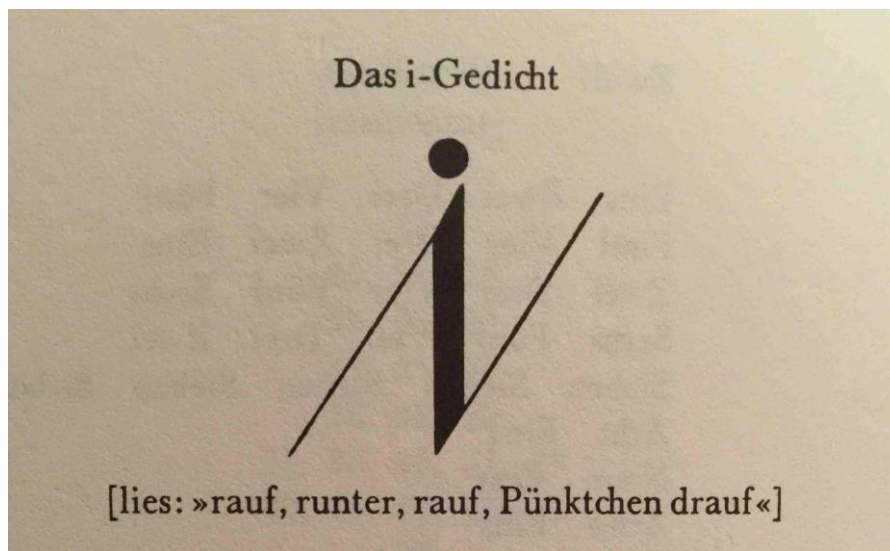 Das i-Gedicht
i
[lies: »rauf, runter, rauf, Pünktchen drauf«]